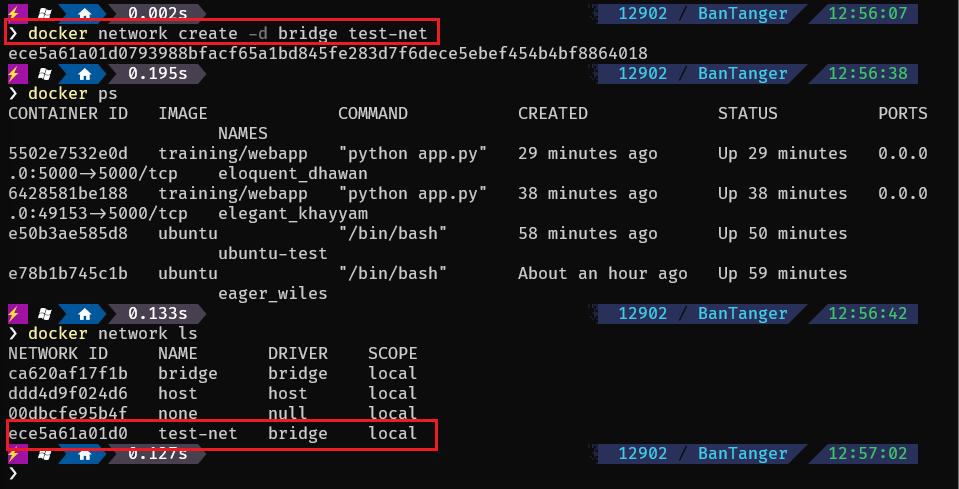 0.002s 12902 / BanTanger 12:56:07
❯ docker network create -d bridge test-net
ece5a61a01d0793988bfacf65a1bd845fe283d7f6dece5ebef454b4bf8864018
0.195s 12902 / BanTanger 12:56:38
❯ docker ps
CONTAINER ID IMAGE COMMAND CREATED STATUS PORTS
NAMES
5502e7532e0d training/webapp "python app.py" 29 minutes ago Up 29 minutes 0.0.0
.0:5000->5000/tcp eloquent_dhawan
6428581be188 training/webapp "python app.py" 38 minutes ago Up 38 minutes 0.0.0
.0:49153->5000/tcp elegant_khayyam
e50b3ae585d8 ubuntu "/bin/bash" 58 minutes ago Up 50 minutes
ubuntu-test
e78b1b745c1b ubuntu "/bin/bash" About an hour ago Up 59 minutes
eager_wiles
0.133s 12902 / BanTanger 12:56:42
❯ docker network ls
NETWORK ID NAME DRIVER SCOPE
ca620af17f1b bridge bridge local
ddd4d9f024d6 host host local
00dbcfe95b4f none null local
ece5a61a01d0 test-net bridge local
0.127s 12902 / BanTanger 12:57:02
❯